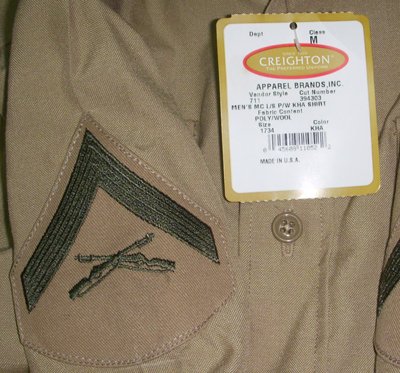 Dept Class
M
CREIGHTON
THE PREFERRED UNIFORM
APPAREL BRANDS,INC.
Vendor Style Cut Number
711 394303
MEN'S MC L/S P/W KHA SHIRT
Fabric Content
POLY/WOOL
Size Color
1734 KHA
MADE IN U.S.A.